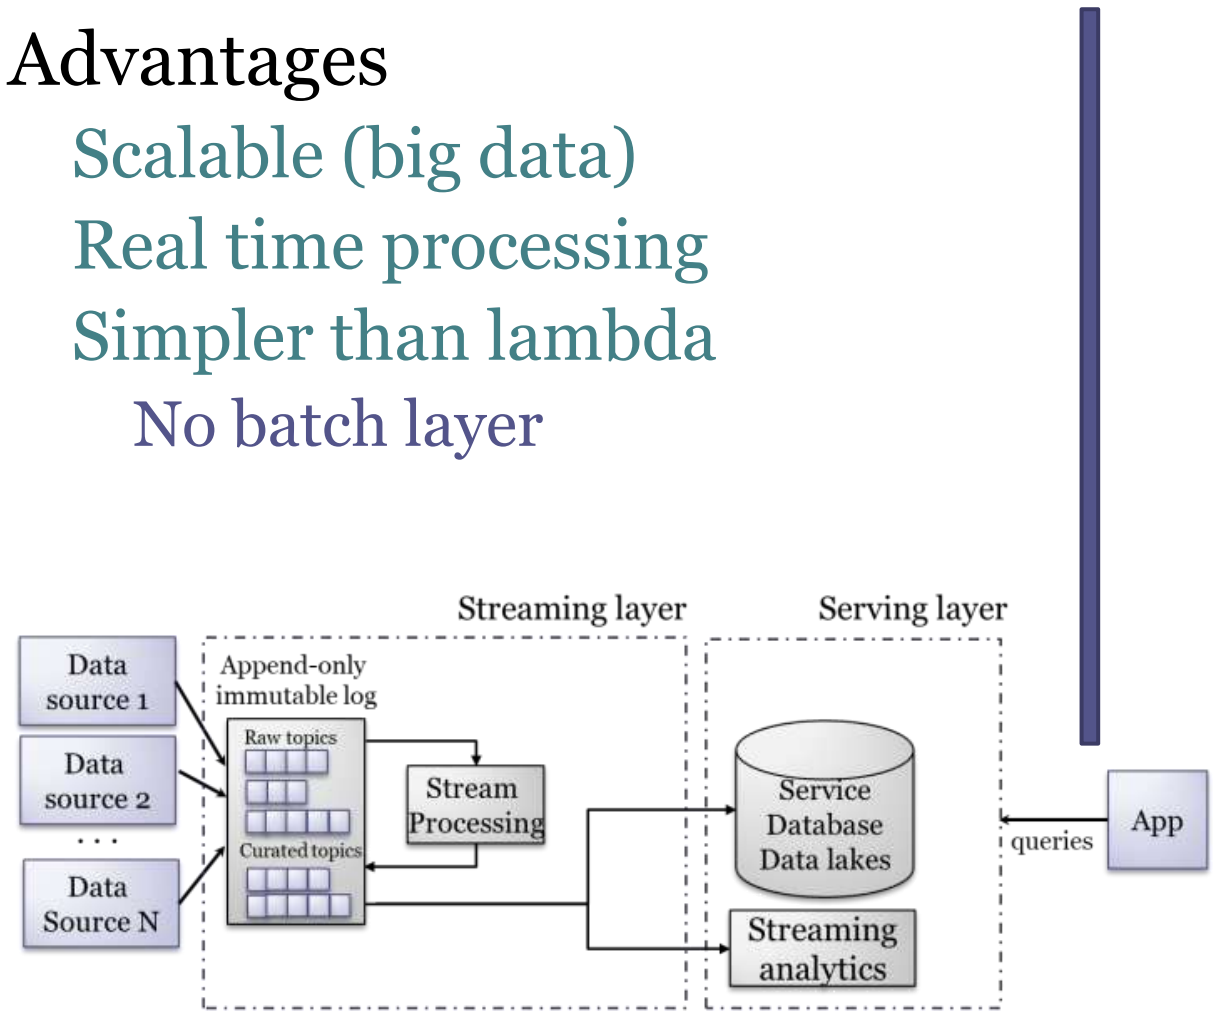 Advantages
Scalable (big data)
Real time processing
Simpler than lambda
No batch layer
Streaming layer
Serving layer
Data
source 1
Data
source 2
...
Data
Source N
Append-only
immutable log
Raw topics
Curated topics
Stream
Processing
Service
Database
Data lakes
Streaming
analytics
queries
App